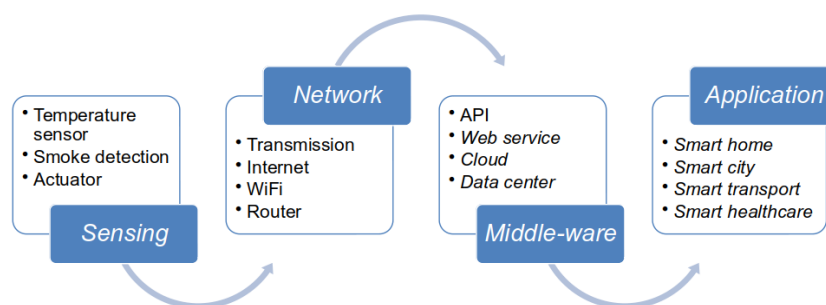 • Temperature
sensor
• Smoke detection
• Actuator
Sensing
Network
• Transmission
• Internet
• WiFi
• Router
• API
• Web service
• Cloud
• Data center
Middle-ware
Application
• Smart home
• Smart city
• Smart transport
• Smart healthcare